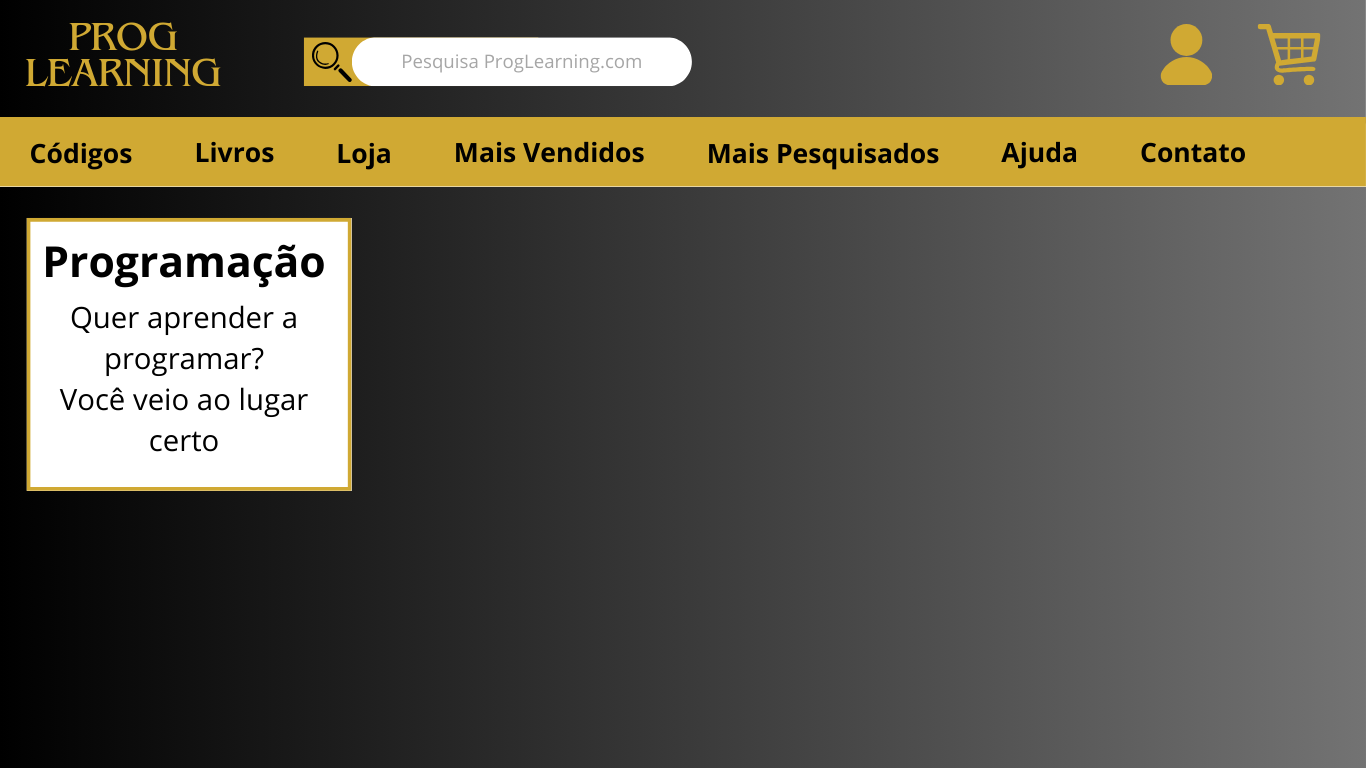 PROG
LEARNING
Pesquisa ProgLearning.com
Códigos
Livros
Loja
Mais Vendidos
Mais Pesquisados
Ajuda
Contato
Programação
Quer aprender a
programar?
Você veio ao lugar
certo